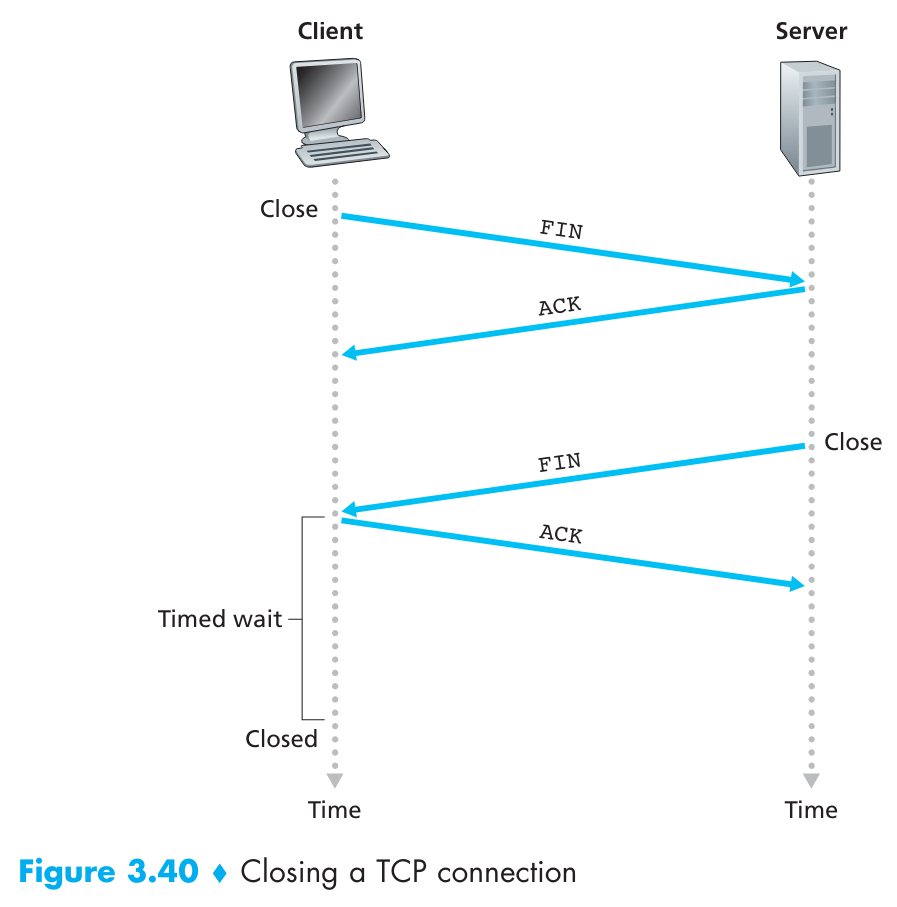 Client
Server
Close
FIN
ACK
Close
FIN
ACK
Timed wait
Closed
Time
Time
Figure 3.40 ♦ Closing a TCP connection